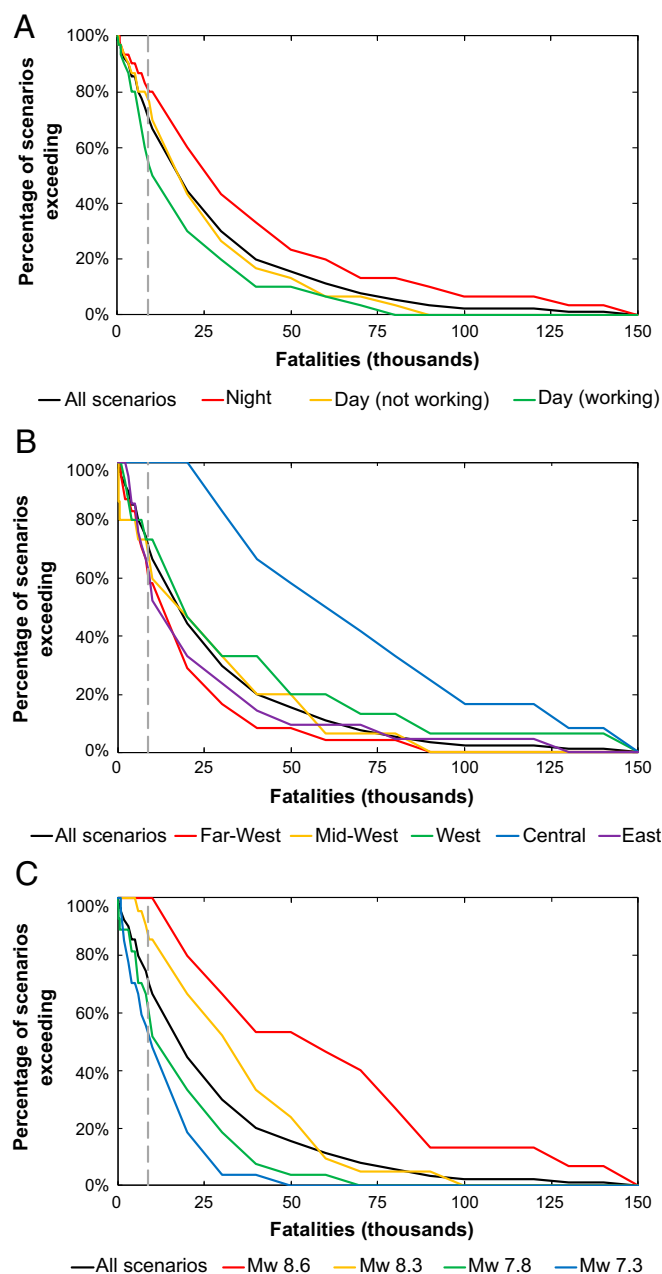 A
Percentage of scenarios
exceeding
100%
80%
60%
40%
20%
0%
0 25 50 75 100 125 150
Fatalities (thousands)
All scenarios Night Day (not working) Day (working)
B
Percentage of scenarios
exceeding
100%
80%
60%
40%
20%
0%
0 25 50 75 100 125 150
Fatalities (thousands)
All scenarios Far-West Mid-West West Central East
C
Percentage of scenarios
exceeding
100%
80%
60%
40%
20%
0%
0 25 50 75 100 125 150
Fatalities (thousands)
All scenarios Mw 8.6 Mw 8.3 Mw 7.8 Mw 7.3